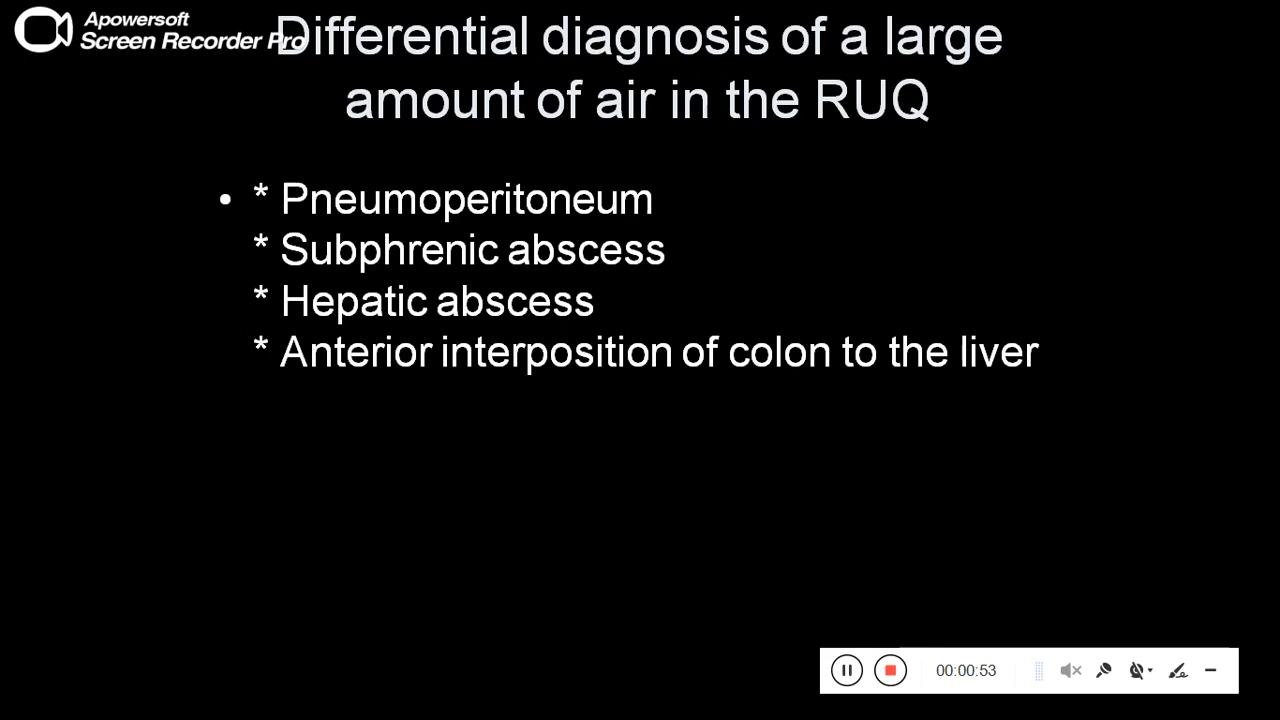 Apowersoft
Screen Recorder Pro
Differential diagnosis of a large
amount of air in the RUQ
• * Pneumoperitoneum
* Subphrenic abscess
* Hepatic abscess
* Anterior interposition of colon to the liver
00:00:53